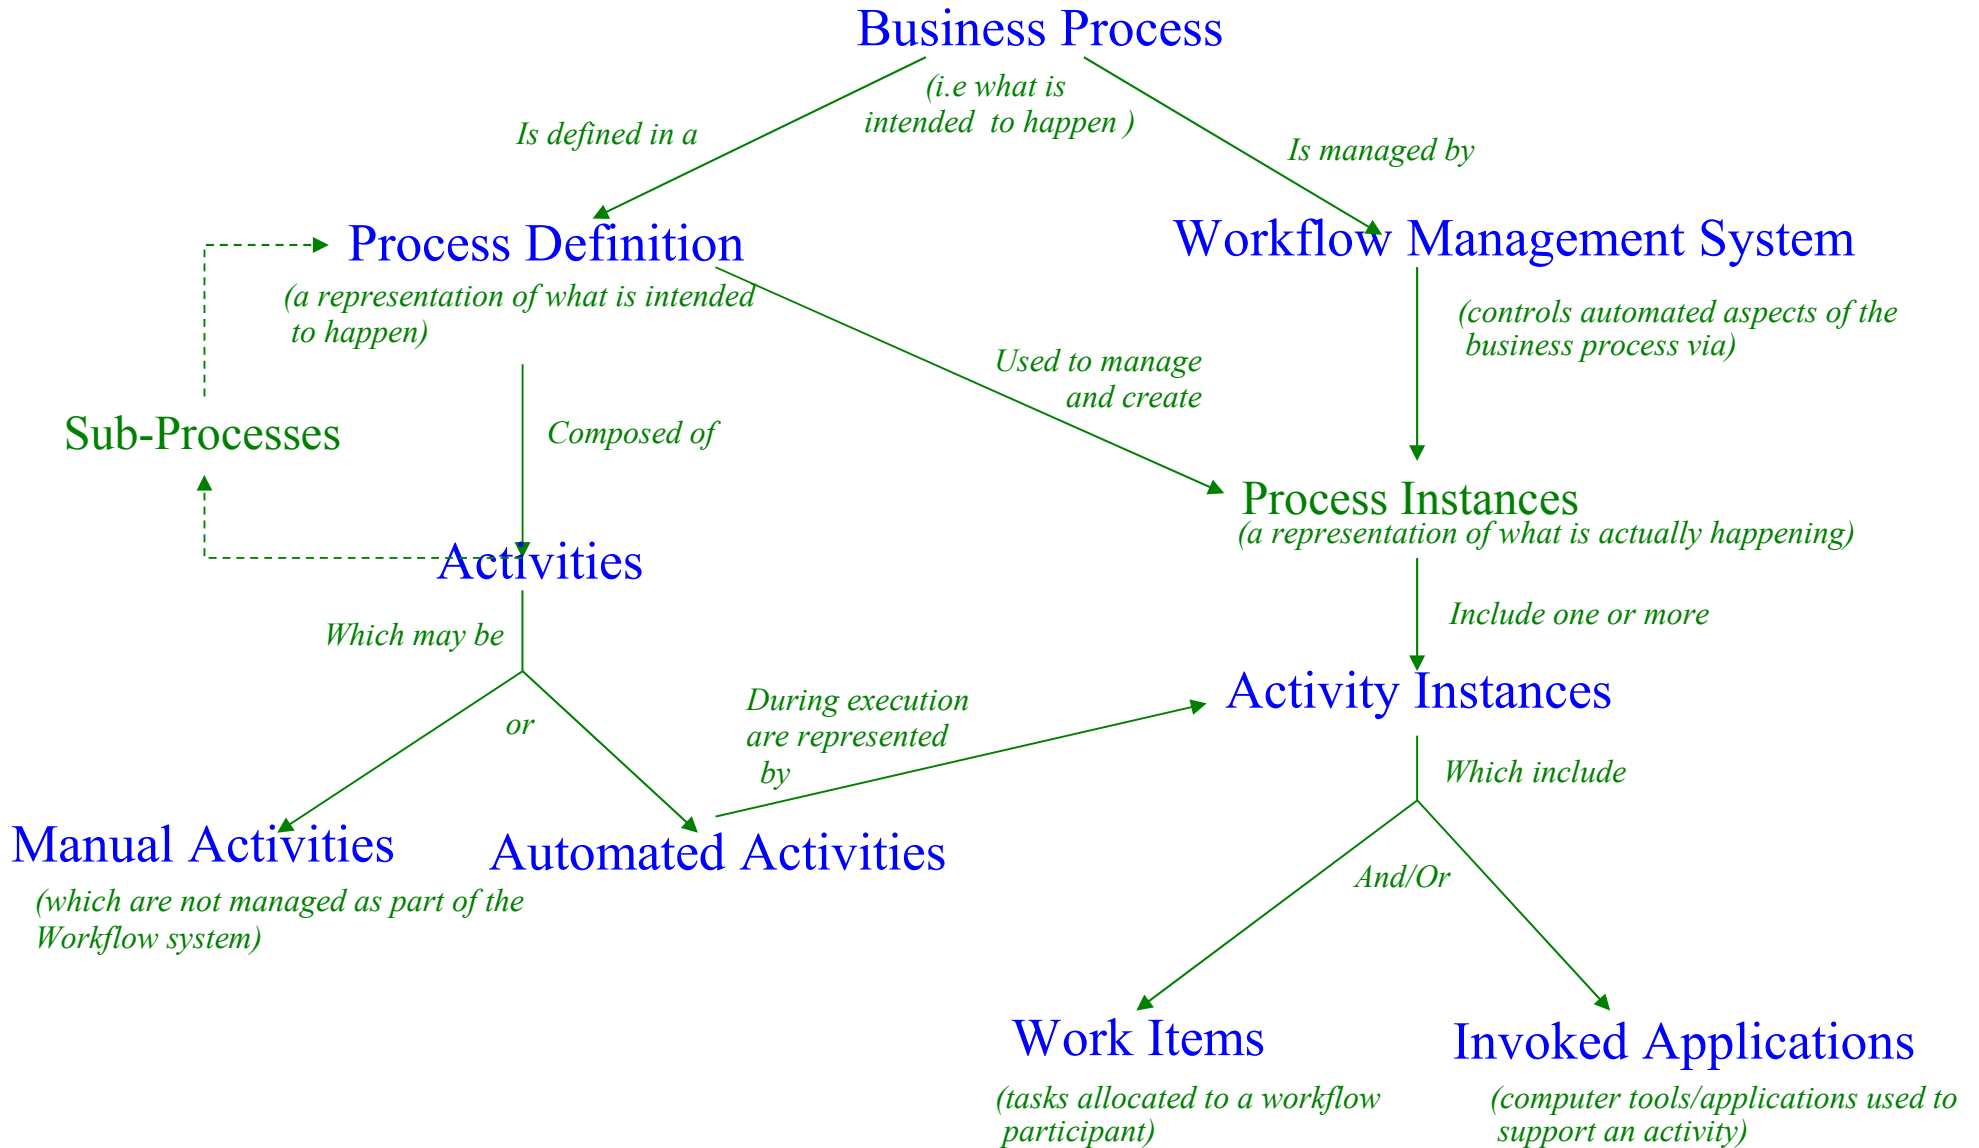 Business Process
(i.e what is
intended  to happen )
Is defined in a
Is managed by
Process Definition
Workflow Management System
(a representation of what is intended
to happen)
(controls automated aspects of the
business process via)
Used to manage
and create
Sub-Processes
Composed of
Process Instances
(a representation of what is actually happening)
Activities
Which may be
Include one or more
or
During execution
are represented
by
Activity Instances
Which include
Manual Activities
Automated Activities
(which are not managed as part of the
Workflow system)
And/Or
Work Items
Invoked Applications
(tasks allocated to a workflow
participant)
(computer tools/applications used to
support an activity)